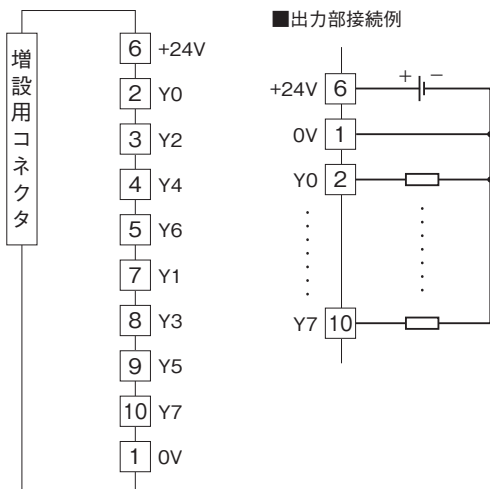 増設用コネクタ
6 +24V
2 Y0
3 Y2
4 Y4
5 Y6
7 Y1
8 Y3
9 Y5
10 Y7
1 0V
■出力部接続例
+24V 6 + −
0V 1
Y0 2
Y7 10